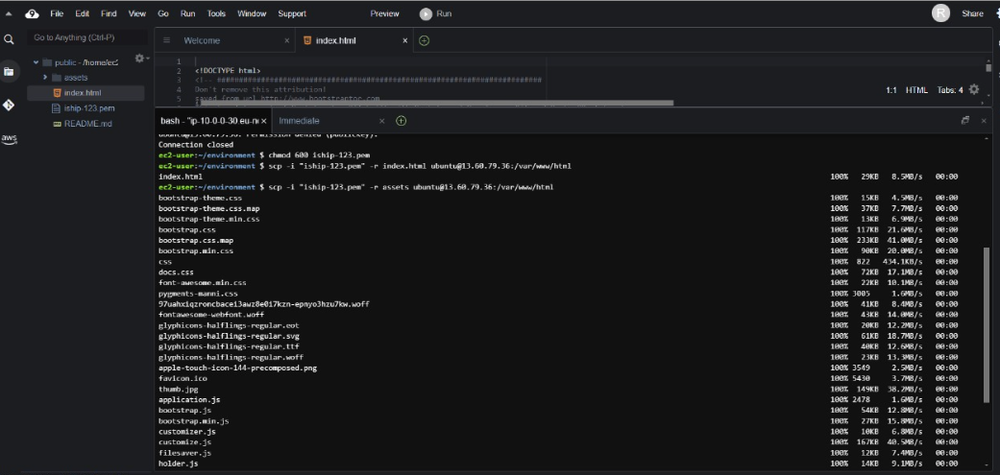 File Edit Find View Go Run Tools Window Support Preview Run R Share
Go to Anything (Ctrl-P)
Welcome × index.html ×
public - /home/ec2
assets
index.html
iship-123.pem
README.md
aws
1
2 <!DOCTYPE html>
3 <!-- ################################################################################
4 Don't remove this attribution!
5 saved from url http://www.bootstraptor.com
1:1 HTML Tabs: 4
bash - "ip-10-0-0-30.eu-n × Immediate ×
ubuntu@13.60.79.36: Permission denied (publickey).
Connection closed
ec2-user:~/environment $ chmod 600 iship-123.pem
ec2-user:~/environment $ scp -i "iship-123.pem" -r index.html ubuntu@13.60.79.36:/var/www/html
index.html 100% 29KB 8.5MB/s 00:00
ec2-user:~/environment $ scp -i "iship-123.pem" -r assets ubuntu@13.60.79.36:/var/www/html
bootstrap-theme.css 100% 15KB 4.5MB/s 00:00
bootstrap-theme.css.map 100% 37KB 7.7MB/s 00:00
bootstrap-theme.min.css 100% 13KB 6.9MB/s 00:00
bootstrap.css 100% 117KB 21.6MB/s 00:00
bootstrap.css.map 100% 233KB 41.0MB/s 00:00
bootstrap.min.css 100% 90KB 20.0MB/s 00:00
css 100% 822 434.1KB/s 00:00
docs.css 100% 72KB 17.1MB/s 00:00
font-awesome.min.css 100% 22KB 10.1MB/s 00:00
pygments-manni.css 100% 3005 1.6MB/s 00:00
97uahxiqzroncbacei3awz8e0i7kzn-epnyo3hzu7kw.woff 100% 41KB 8.4MB/s 00:00
fontawesome-webfont.woff 100% 43KB 14.0MB/s 00:00
glyphicons-halflings-regular.eot 100% 20KB 12.2MB/s 00:00
glyphicons-halflings-regular.svg 100% 61KB 18.7MB/s 00:00
glyphicons-halflings-regular.ttf 100% 40KB 12.6MB/s 00:00
glyphicons-halflings-regular.woff 100% 23KB 13.3MB/s 00:00
apple-touch-icon-144-precomposed.png 100% 3549 2.5MB/s 00:00
favicon.ico 100% 5430 3.7MB/s 00:00
thumb.jpg 100% 149KB 38.2MB/s 00:00
application.js 100% 2478 1.6MB/s 00:00
bootstrap.js 100% 54KB 12.8MB/s 00:00
bootstrap.min.js 100% 27KB 15.8MB/s 00:00
customizer.js 100% 10KB 6.8MB/s 00:00
customize.js 100% 167KB 40.5MB/s 00:00
filesaver.js 100% 12KB 7.4MB/s 00:00
holder.js 100% 14KB 9.1MB/s 00:00